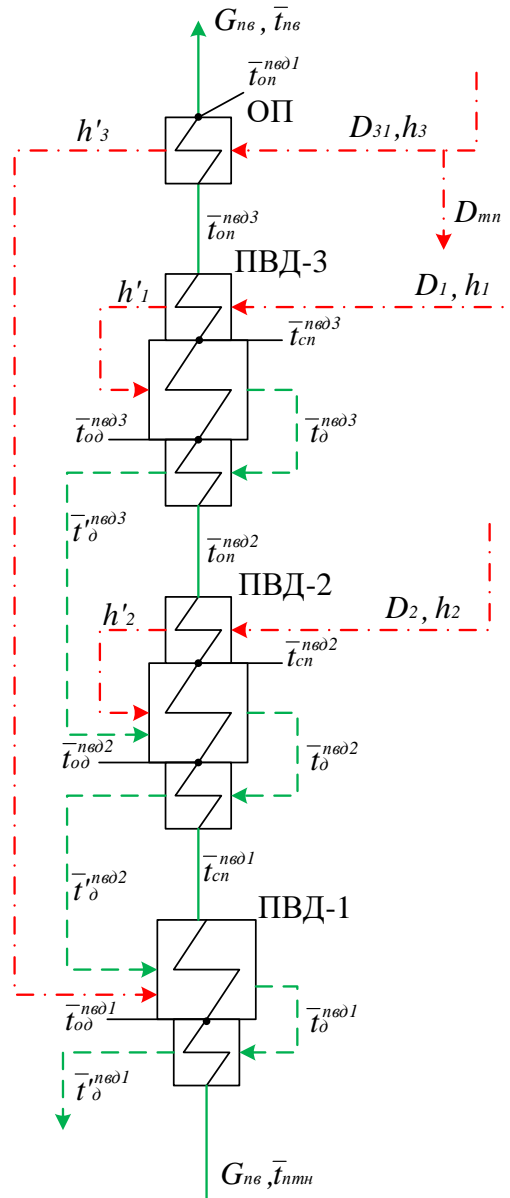 G_пв, t̅_пв
t̅_оп^пвд1
ОП
h'_3
D_31, h_3
D_тп
t̅_оп^пвд3
ПВД-3
h'_1
D_1, h_1
t̅_сп^пвд3
t̅_од^пвд3
t̅_д^пвд3
t̅'_д^пвд3
t̅_оп^пвд2
ПВД-2
h'_2
D_2, h_2
t̅_сп^пвд2
t̅_од^пвд2
t̅_д^пвд2
t̅'_д^пвд2
t̅_сп^пвд1
ПВД-1
t̅_од^пвд1
t̅_д^пвд1
t̅'_д^пвд1
G_пв, t̅_птн